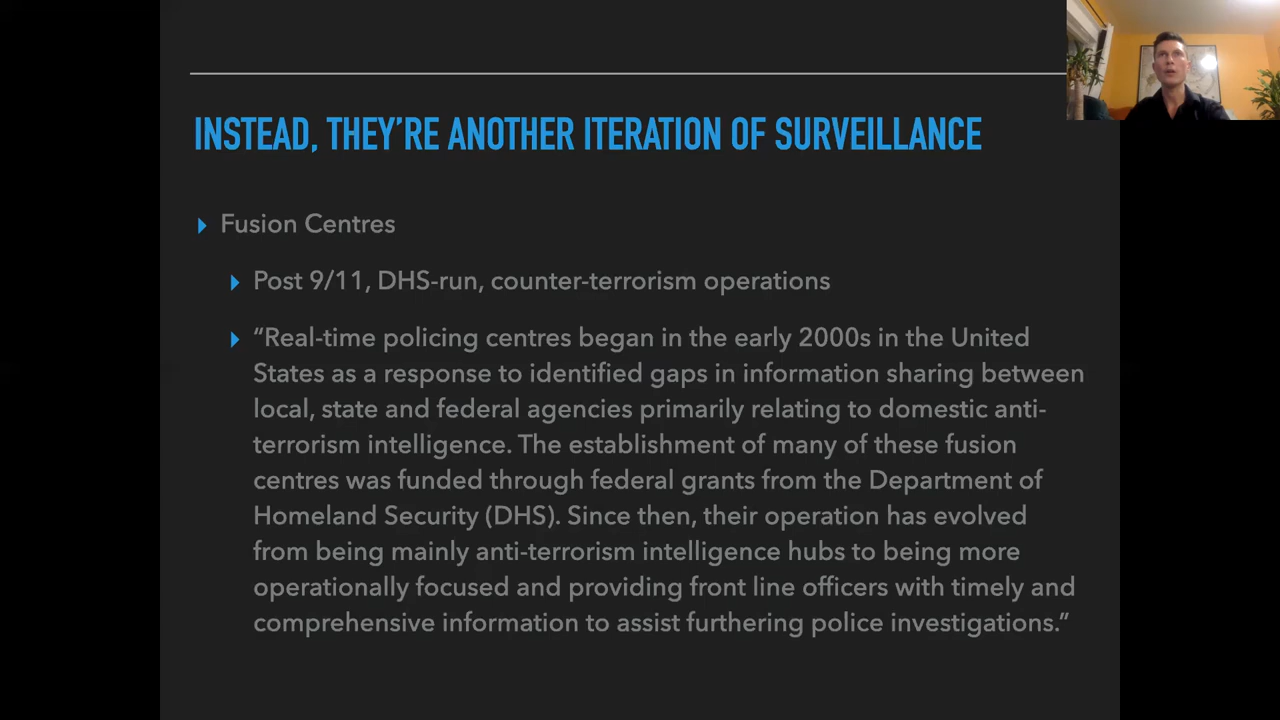 INSTEAD, THEY’RE ANOTHER ITERATION OF SURVEILLANCE
Fusion Centres
Post 9/11, DHS-run, counter-terrorism operations
“Real-time policing centres began in the early 2000s in the United
States as a response to identified gaps in information sharing between
local, state and federal agencies primarily relating to domestic anti-
terrorism intelligence. The establishment of many of these fusion
centres was funded through federal grants from the Department of
Homeland Security (DHS). Since then, their operation has evolved
from being mainly anti-terrorism intelligence hubs to being more
operationally focused and providing front line officers with timely and
comprehensive information to assist furthering police investigations.”